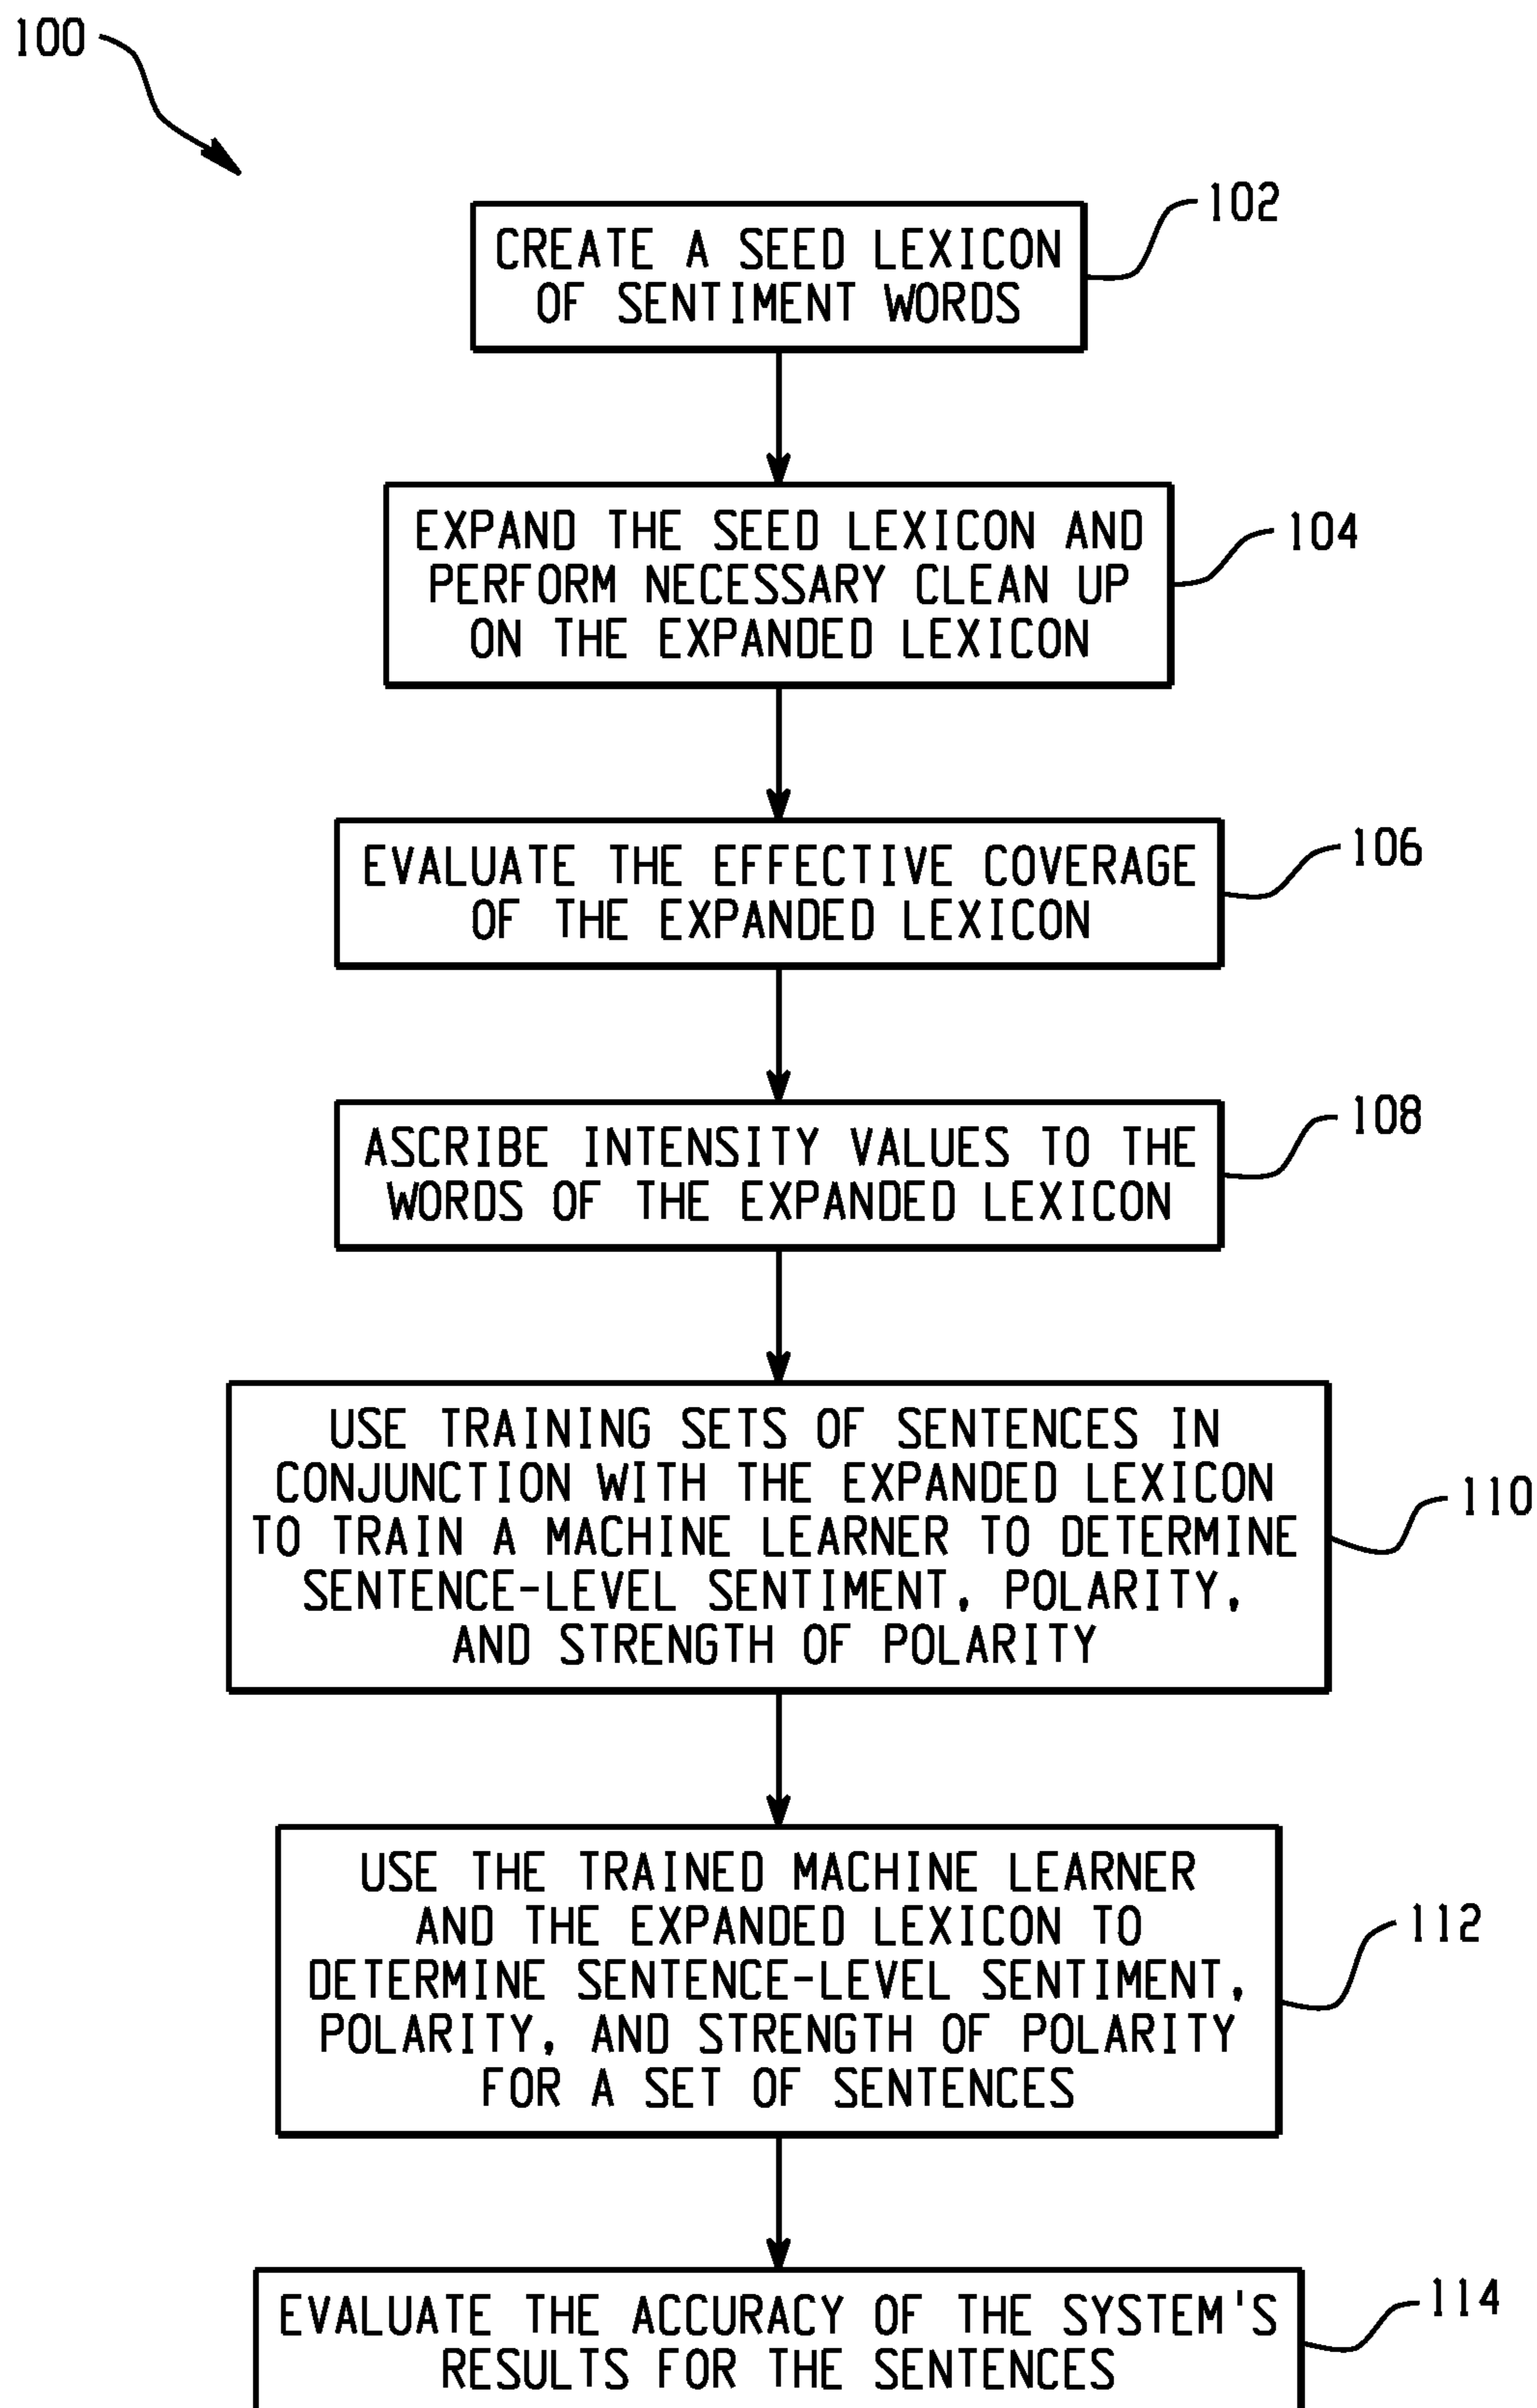 100
102
CREATE A SEED LEXICON
OF SENTIMENT WORDS
104
EXPAND THE SEED LEXICON AND
PERFORM NECESSARY CLEAN UP
ON THE EXPANDED LEXICON
106
EVALUATE THE EFFECTIVE COVERAGE
OF THE EXPANDED LEXICON
108
ASCRIBE INTENSITY VALUES TO THE
WORDS OF THE EXPANDED LEXICON
110
USE TRAINING SETS OF SENTENCES IN
CONJUNCTION WITH THE EXPANDED LEXICON
TO TRAIN A MACHINE LEARNER TO DETERMINE
SENTENCE-LEVEL SENTIMENT, POLARITY,
AND STRENGTH OF POLARITY
112
USE THE TRAINED MACHINE LEARNER
AND THE EXPANDED LEXICON TO
DETERMINE SENTENCE-LEVEL SENTIMENT,
POLARITY, AND STRENGTH OF POLARITY
FOR A SET OF SENTENCES
114
EVALUATE THE ACCURACY OF THE SYSTEM'S
RESULTS FOR THE SENTENCES